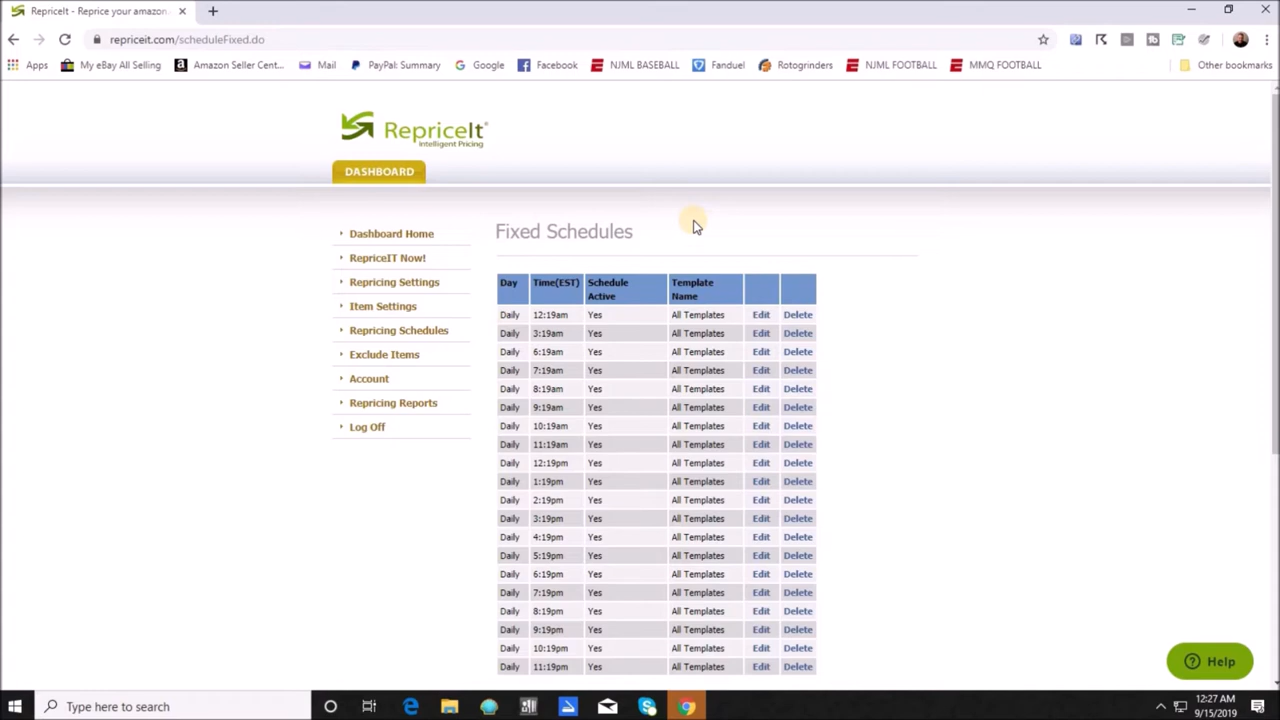 RepriceIt - Reprice your amazon.
repriceit.com/scheduleFixed.do
Apps My eBay All Selling Amazon Seller Cent... Mail PayPal: Summary Google Facebook NJML BASEBALL Fanduel Rotogrinders NJML FOOTBALL MMQ FOOTBALL Other bookmarks
RepriceIt®
Intelligent Pricing
DASHBOARD
Dashboard Home
RepriceIT Now!
Repricing Settings
Item Settings
Repricing Schedules
Exclude Items
Account
Repricing Reports
Log Off
Fixed Schedules
Day Time(EST) Schedule Active Template Name
Daily 12:19am Yes All Templates Edit Delete
Daily 3:19am Yes All Templates Edit Delete
Daily 6:19am Yes All Templates Edit Delete
Daily 7:19am Yes All Templates Edit Delete
Daily 8:19am Yes All Templates Edit Delete
Daily 9:19am Yes All Templates Edit Delete
Daily 10:19am Yes All Templates Edit Delete
Daily 11:19am Yes All Templates Edit Delete
Daily 12:19pm Yes All Templates Edit Delete
Daily 1:19pm Yes All Templates Edit Delete
Daily 2:19pm Yes All Templates Edit Delete
Daily 3:19pm Yes All Templates Edit Delete
Daily 4:19pm Yes All Templates Edit Delete
Daily 5:19pm Yes All Templates Edit Delete
Daily 6:19pm Yes All Templates Edit Delete
Daily 7:19pm Yes All Templates Edit Delete
Daily 8:19pm Yes All Templates Edit Delete
Daily 9:19pm Yes All Templates Edit Delete
Daily 10:19pm Yes All Templates Edit Delete
Daily 11:19pm Yes All Templates Edit Delete
Help
Type here to search
12:27 AM
9/15/2019